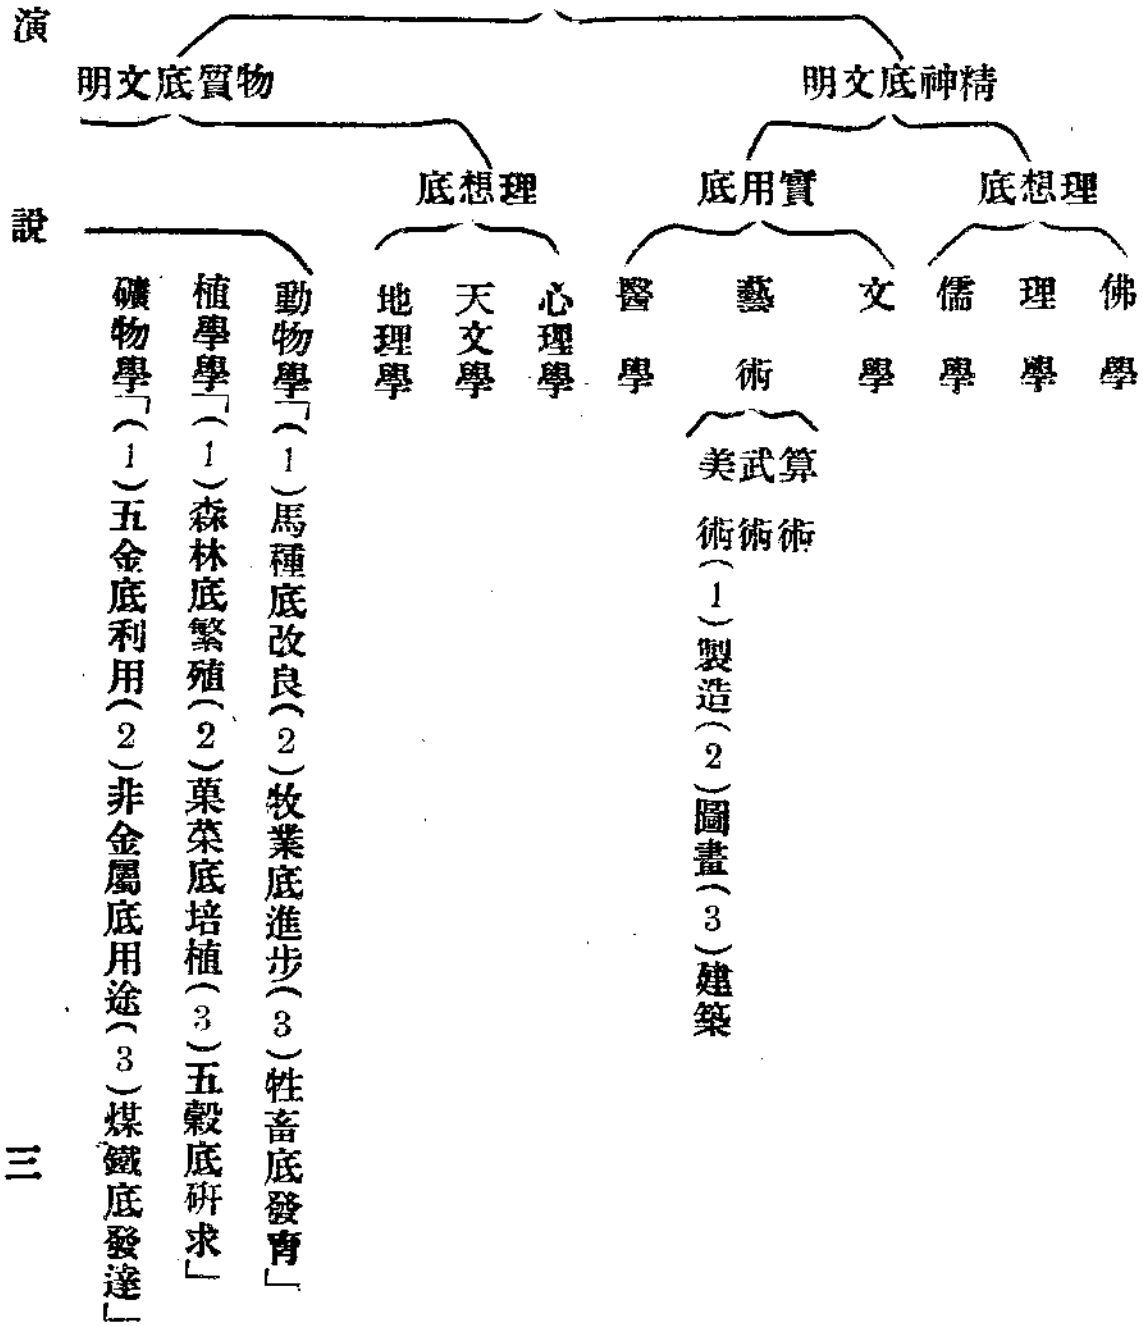 精神底文明
物質底文明
理想底
實用底
理想底
佛學
理學
儒學
文學
藝術
醫學
算術
武術
美術(1)製造(2)圖畫(3)建築
心理學
天文學
地理學
動物學「(1)馬種底改良(2)牧業底進步(3)牲畜底發育」
植學學「(1)森林底繁殖(2)菓菜底培植(3)五穀底研求」
礦物學「(1)五金底利用(2)非金屬底用途(3)煤鐵底發達」
演說
三